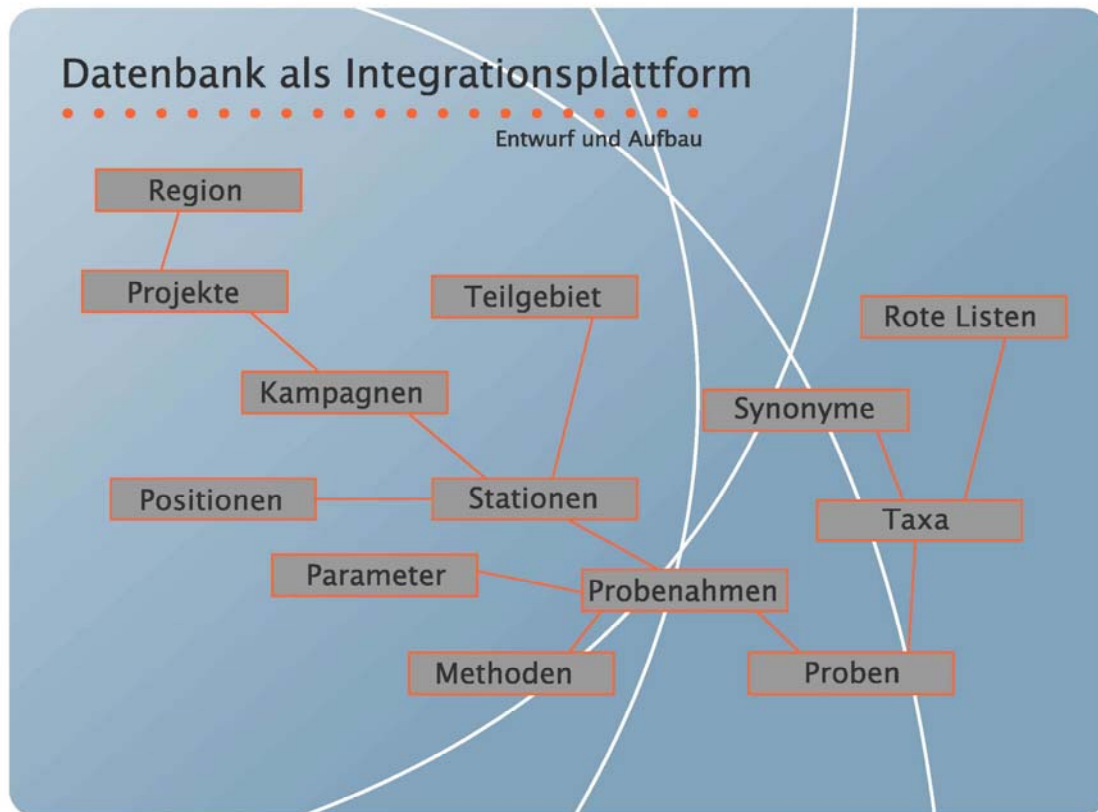 Datenbank als Integrationsplattform
Entwurf und Aufbau
Region
Projekte
Teilgebiet
Rote Listen
Kampagnen
Synonyme
Positionen
Stationen
Taxa
Parameter
Probenahmen
Methoden
Proben